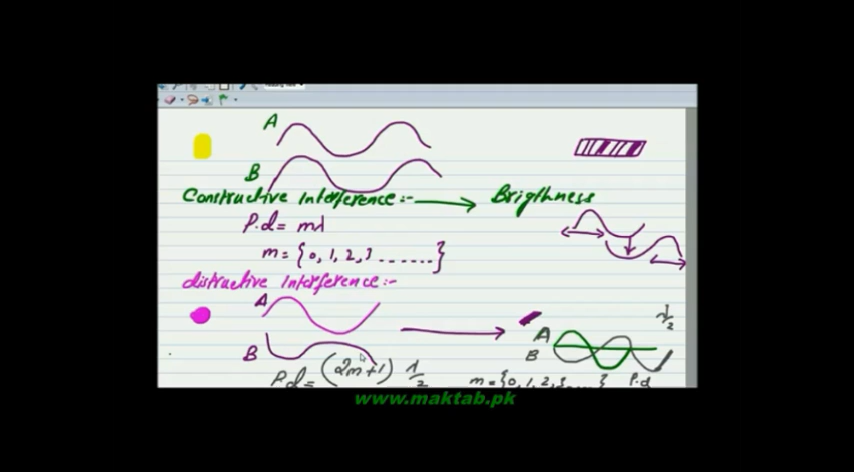 A
B
Constructive Interference:- → Brigthness
P.d = mλ
m = {0, 1, 2, 3 .......}
distructive Interference:-
A
B
λ/2
A
B
P.d = (2m+1) λ/2
m = {0, 1, 2, 3, ....} P.d
www.maktab.pk